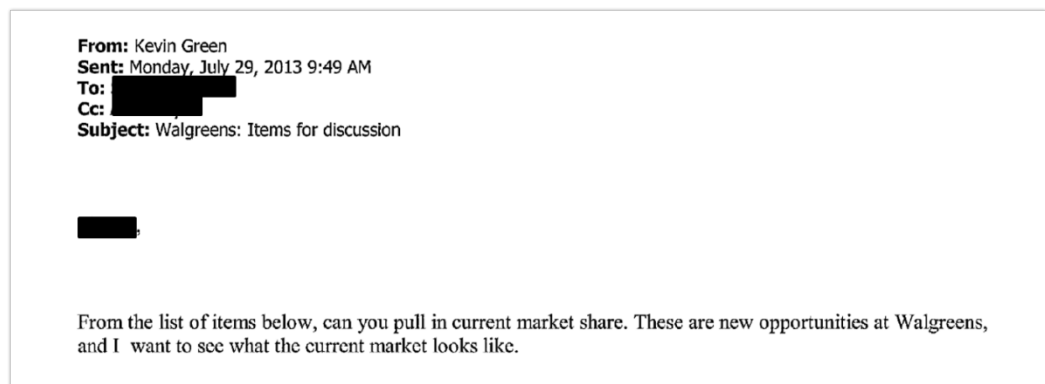 From: Kevin Green
Sent: Monday, July 29, 2013 9:49 AM
To:
Cc:
Subject: Walgreens: Items for discussion
,
From the list of items below, can you pull in current market share. These are new opportunities at Walgreens,
and I want to see what the current market looks like.